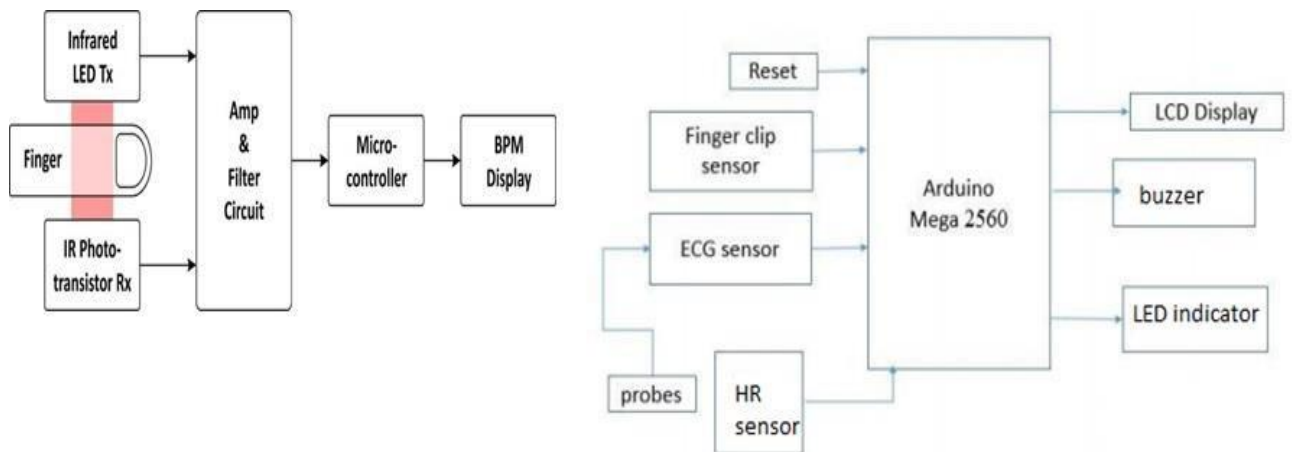 Infrared
LED Tx
Finger
IR Photo-
transistor Rx
Amp
&
Filter
Circuit
Micro-
controller
BPM
Display
Reset
Finger clip
sensor
ECG sensor
probes
HR
sensor
Arduino
Mega 2560
LCD Display
buzzer
LED indicator